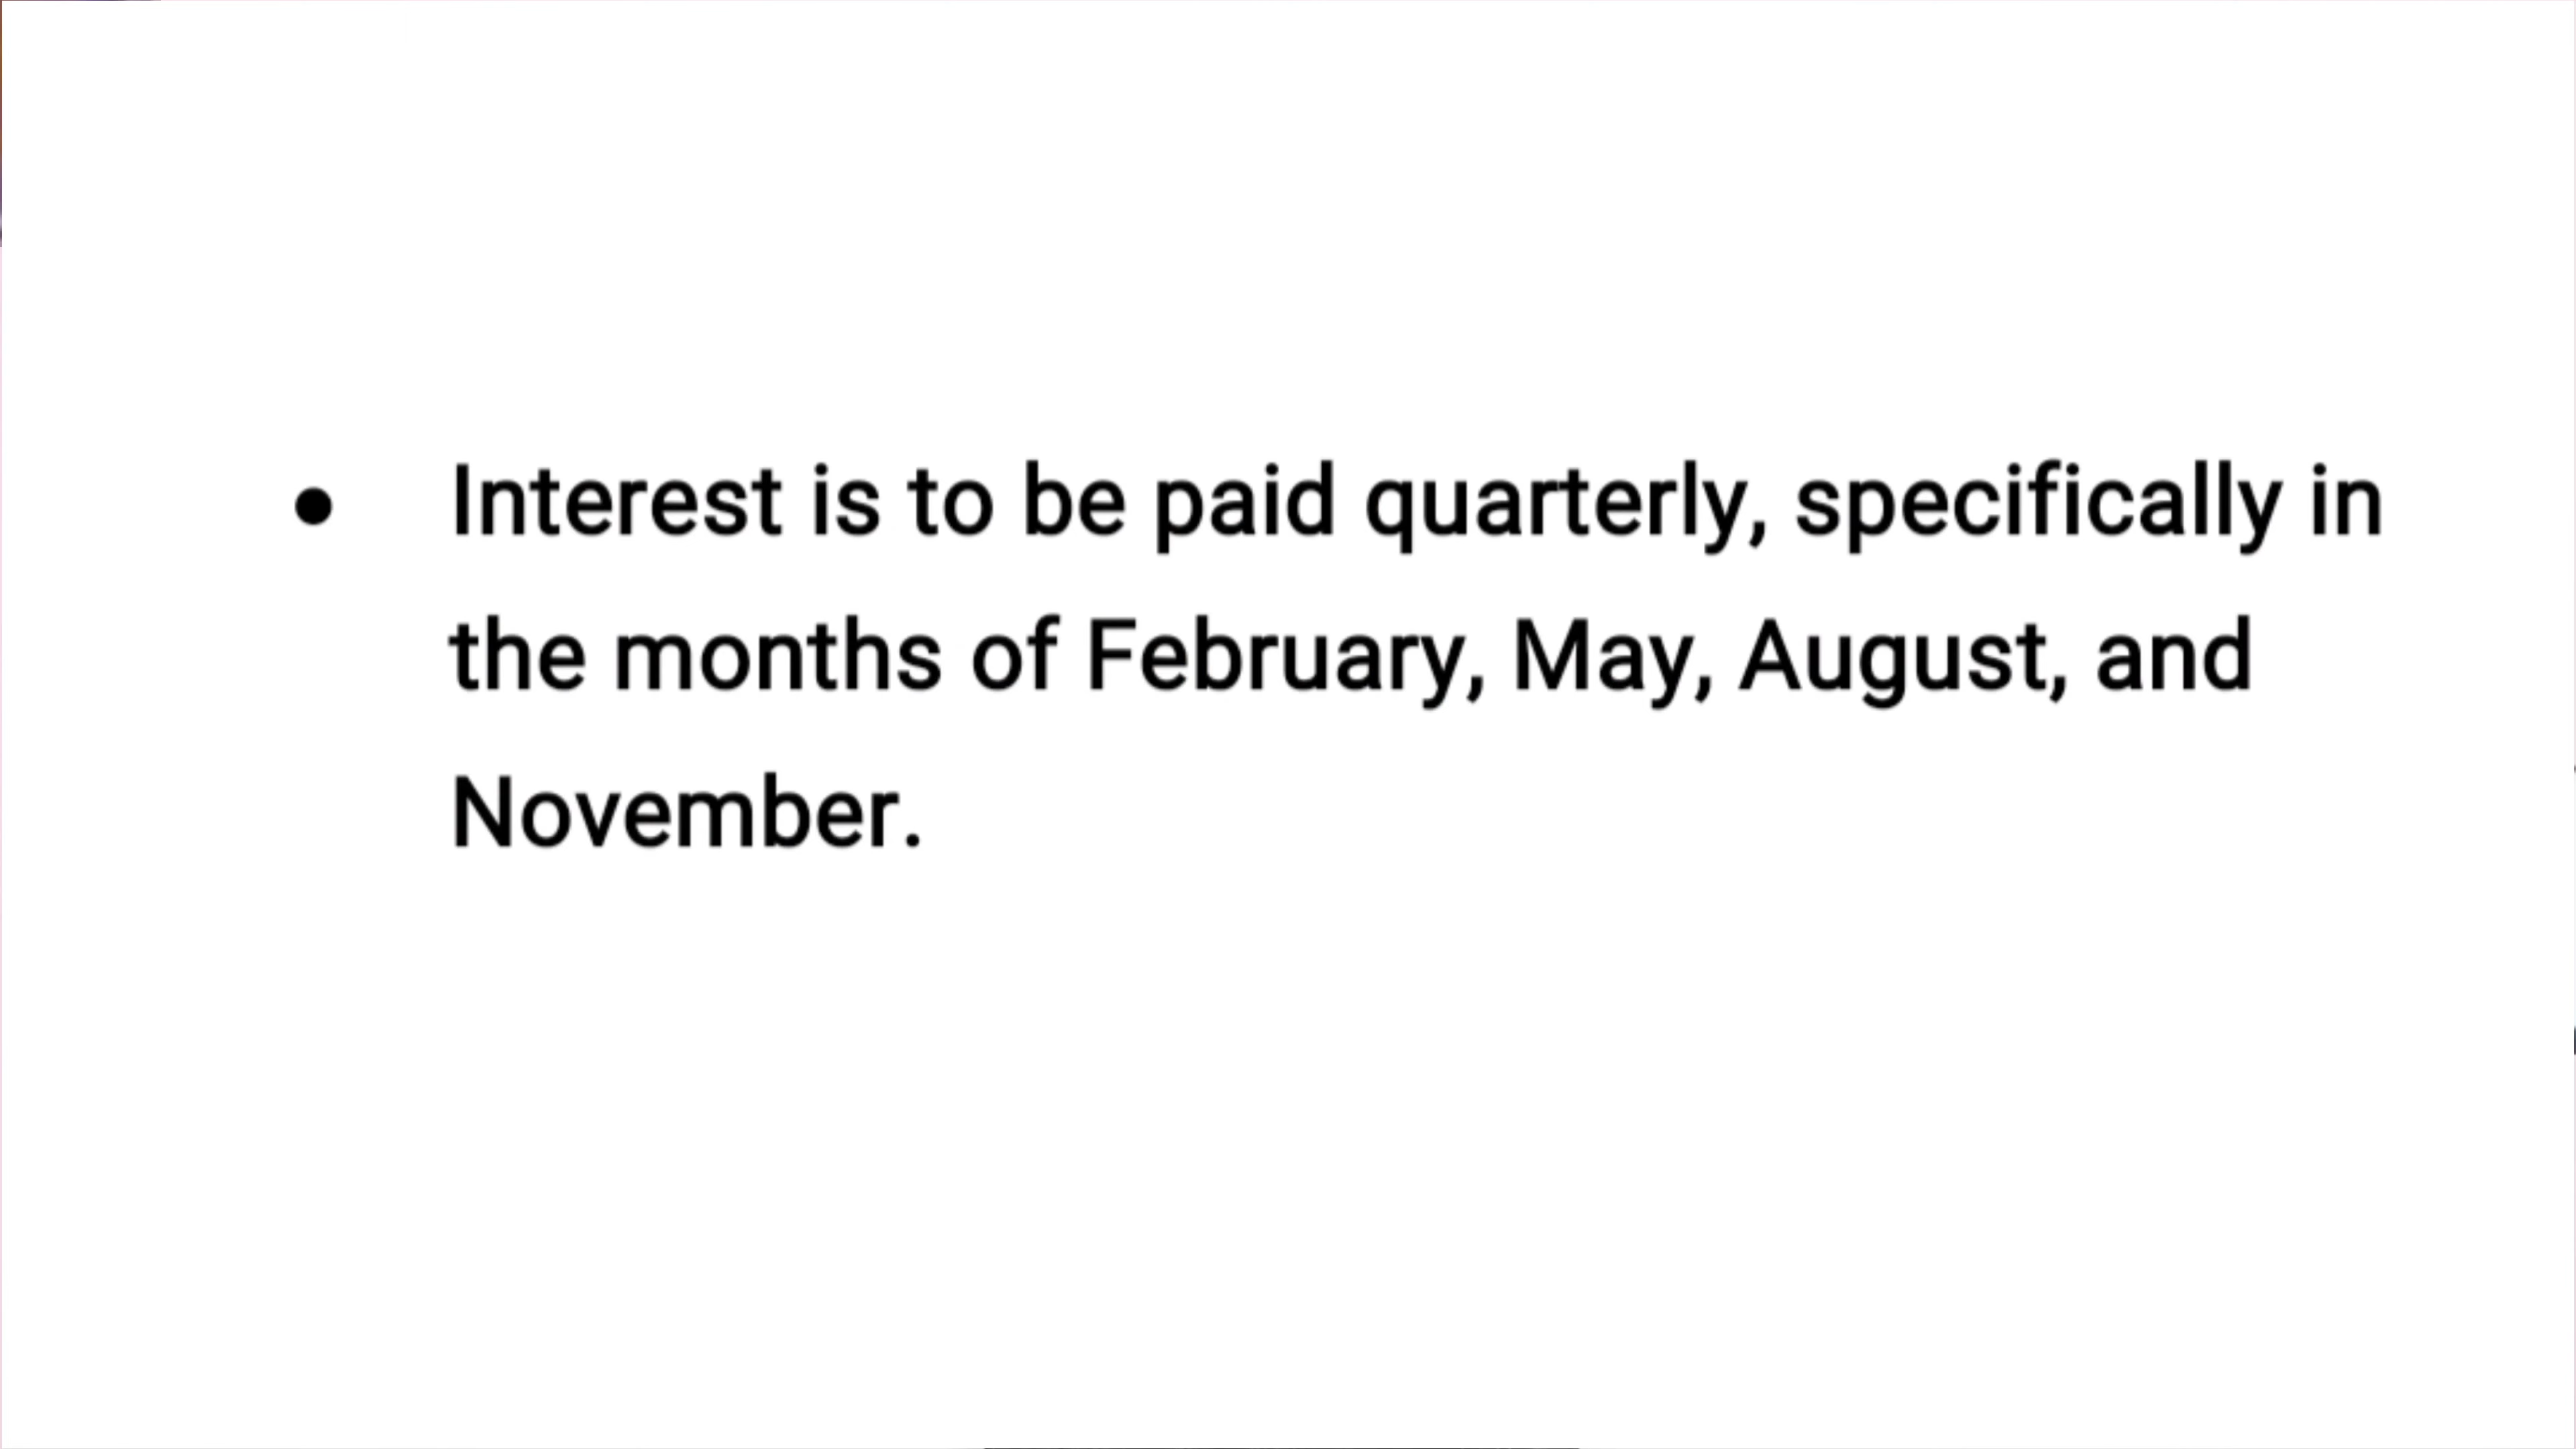 • Interest is to be paid quarterly, specifically in
the months of February, May, August, and
November.